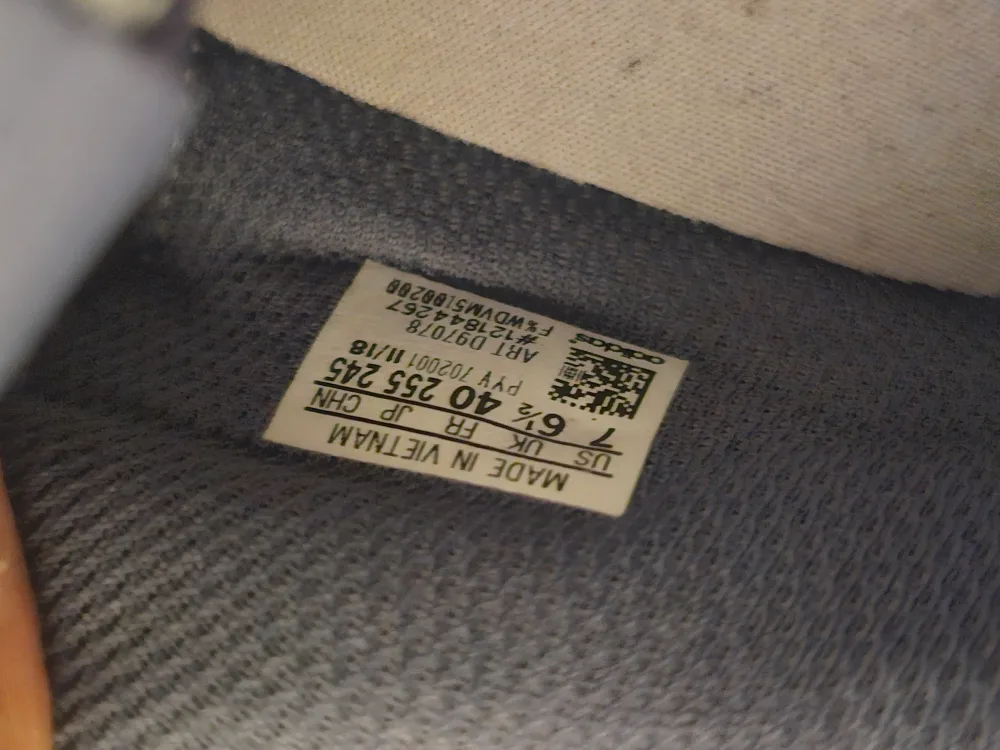 MADE IN VIETNAM
US UK FR JP CHN
7 6½ 40 255 245
PYV 702001 11/18
ART D97078
#121844267
F%WDVM5100200
adidas